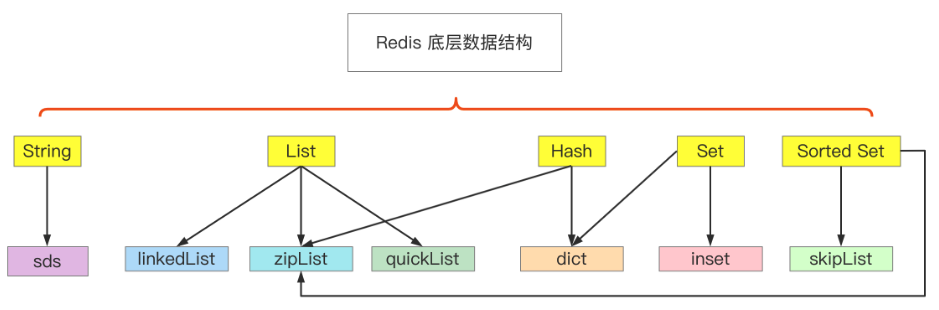 Redis 底层数据结构
String
List
Hash
Set
Sorted Set
sds
linkedList
zipList
quickList
dict
inset
skipList